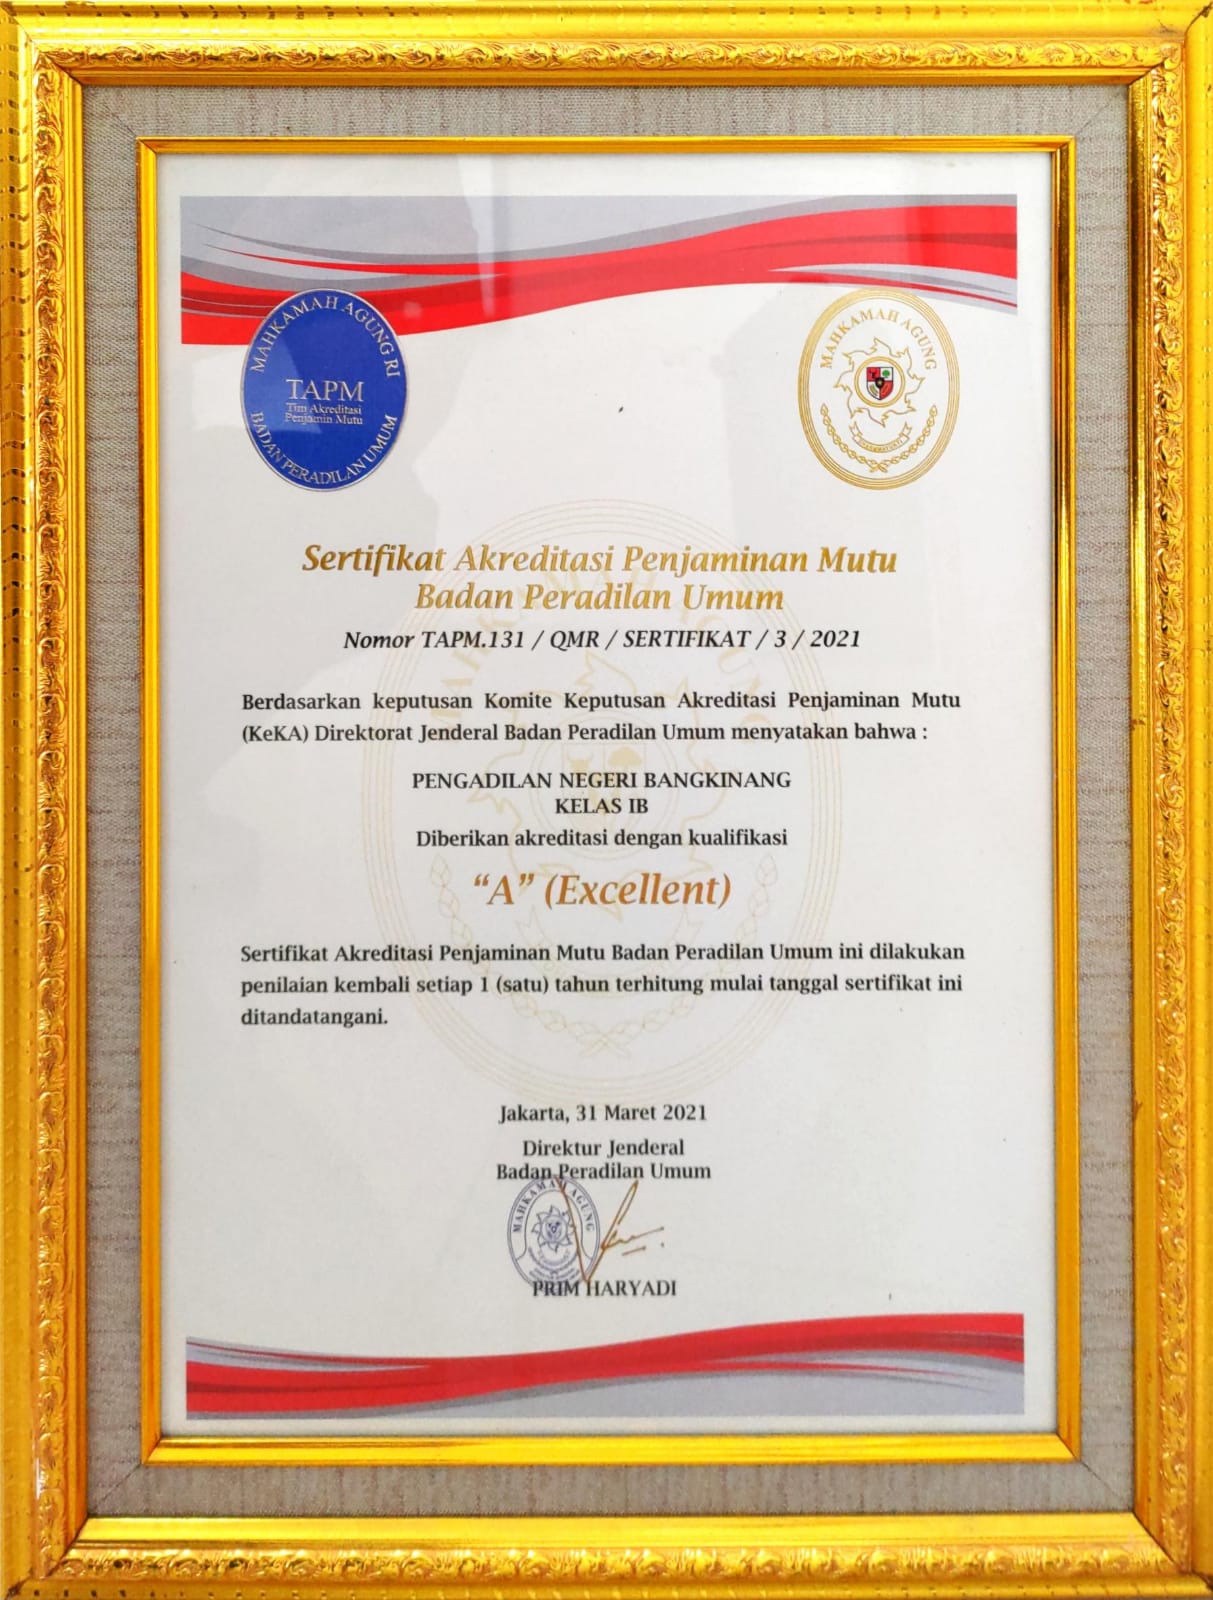 MAHKAMAH AGUNG RI
TAPM
Tim Akreditasi
Penjamin Mutu
BADAN PERADILAN UMUM
MAHKAMAH AGUNG
Sertifikat Akreditasi Penjaminan Mutu
Badan Peradilan Umum
Nomor TAPM.131 / QMR / SERTIFIKAT / 3 / 2021
Berdasarkan keputusan Komite Keputusan Akreditasi Penjaminan Mutu
(KeKA) Direktorat Jenderal Badan Peradilan Umum menyatakan bahwa :
PENGADILAN NEGERI BANGKINANG
KELAS IB
Diberikan akreditasi dengan kualifikasi
“A” (Excellent)
Sertifikat Akreditasi Penjaminan Mutu Badan Peradilan Umum ini dilakukan
penilaian kembali setiap 1 (satu) tahun terhitung mulai tanggal sertifikat ini
ditandatangani.
Jakarta, 31 Maret 2021
Direktur Jenderal
Badan Peradilan Umum
MAHKAMAH AGUNG
PRIM HARYADI